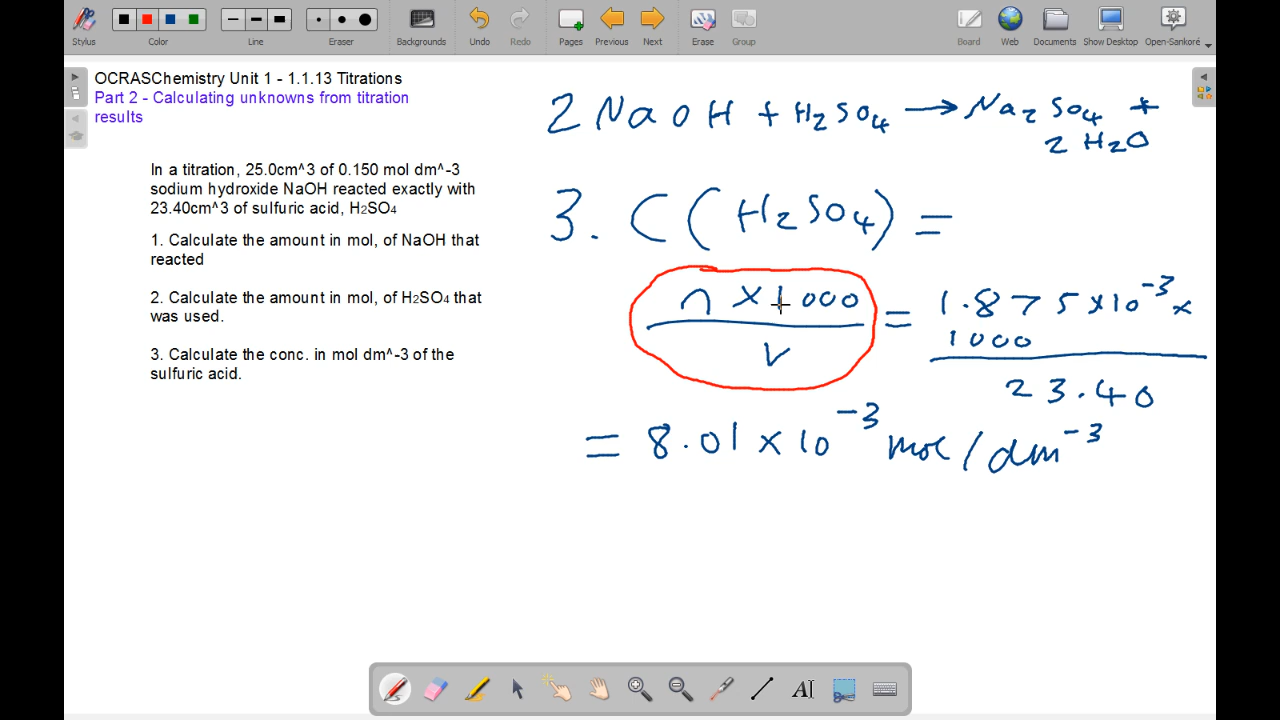 Stylus
Color
Line
Eraser
Backgrounds
Undo
Redo
Pages
Previous
Next
Erase
Group
Board
Web
Documents
Show Desktop
Open-Sankoré
OCRASChemistry Unit 1 - 1.1.13 Titrations
Part 2 - Calculating unknowns from titration
results
In a titration, 25.0cm^3 of 0.150 mol dm^-3
sodium hydroxide NaOH reacted exactly with
23.40cm^3 of sulfuric acid, H2SO4
1. Calculate the amount in mol, of NaOH that
reacted
2. Calculate the amount in mol, of H2SO4 that
was used.
3. Calculate the conc. in mol dm^-3 of the
sulfuric acid.
2 NaOH + H2SO4 → Na2SO4 +
2 H2O
3. C (H2SO4) =
n × 1000
V
= 1.875×10^-3 ×
1000
23.40
= 8.01 × 10^-3 mol/dm^-3
AI